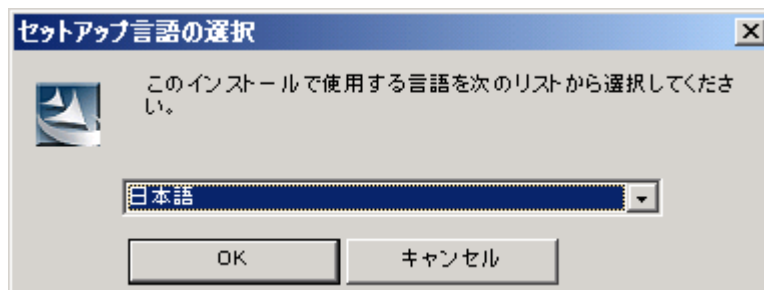 セットアップ言語の選択
このインストールで使用する言語を次のリストから選択してくださ
い。
日本語
OK
キャンセル